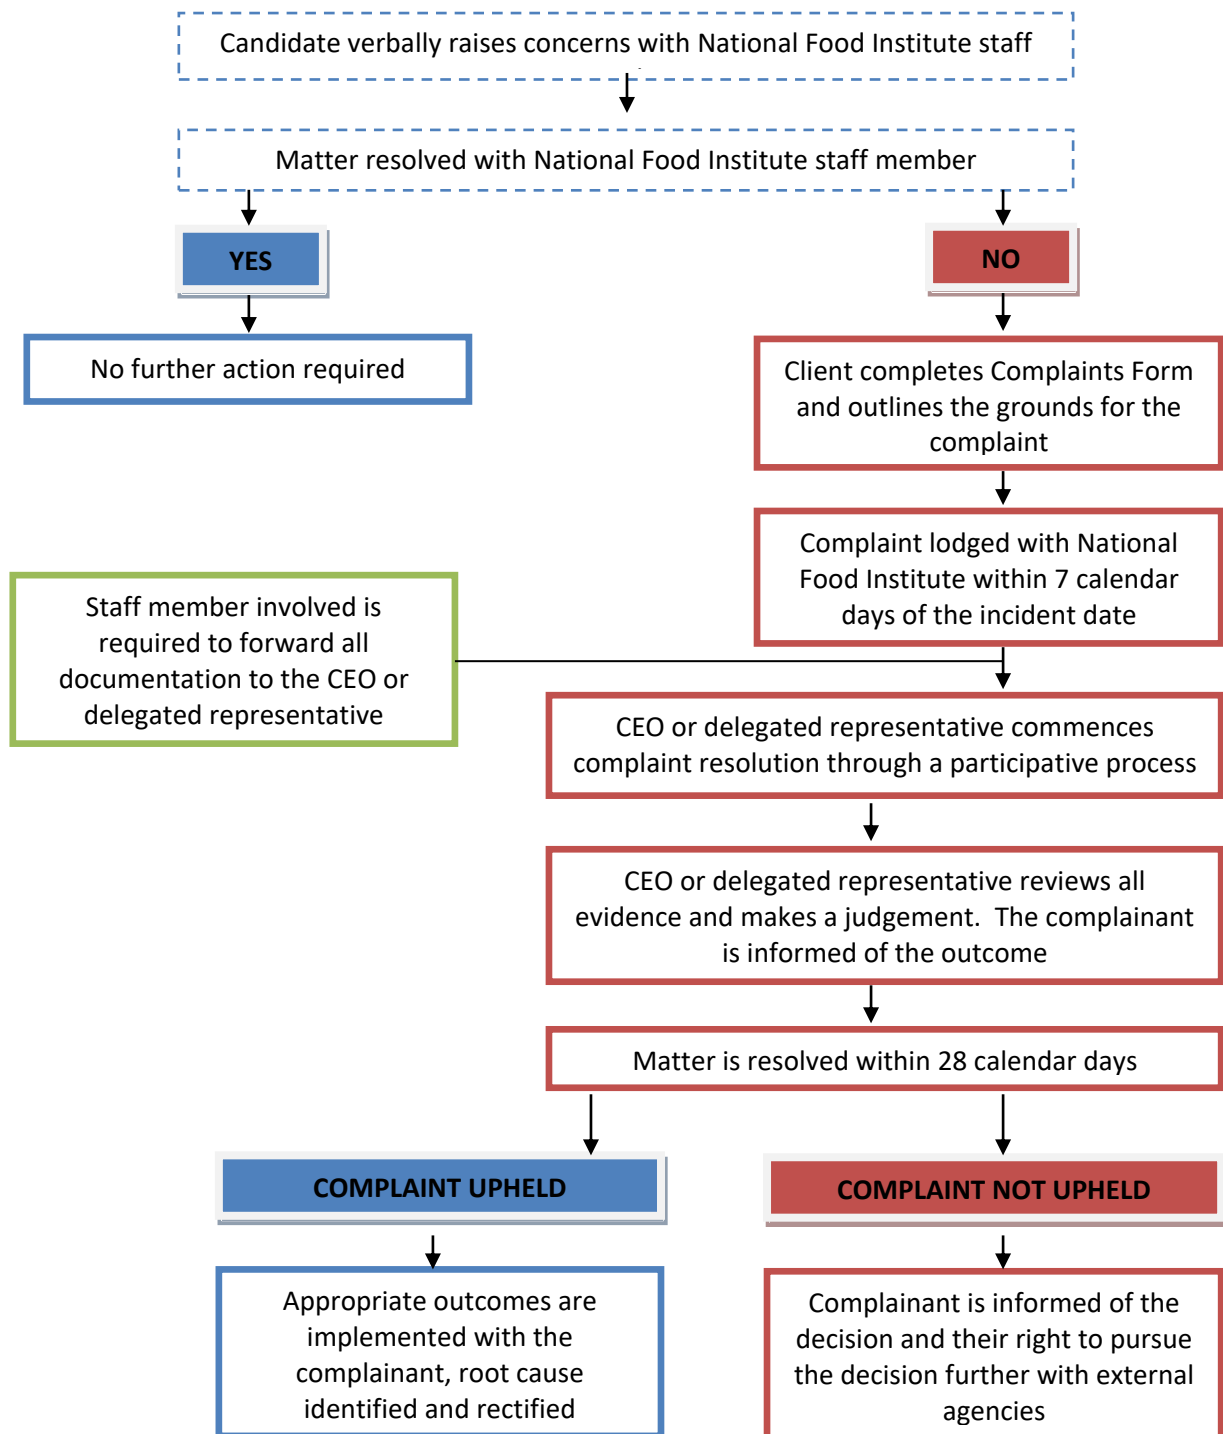 Candidate verbally raises concerns with National Food Institute staff
Matter resolved with National Food Institute staff member
YES
NO
No further action required
Client completes Complaints Form
and outlines the grounds for the
complaint
Complaint lodged with National
Food Institute within 7 calendar
days of the incident date
Staff member involved is
required to forward all
documentation to the CEO or
delegated representative
CEO or delegated representative commences
complaint resolution through a participative process
CEO or delegated representative reviews all
evidence and makes a judgement.  The complainant
is informed of the outcome
Matter is resolved within 28 calendar days
COMPLAINT UPHELD
COMPLAINT NOT UPHELD
Appropriate outcomes are
implemented with the
complainant, root cause
identified and rectified
Complainant is informed of the
decision and their right to pursue
the decision further with external
agencies